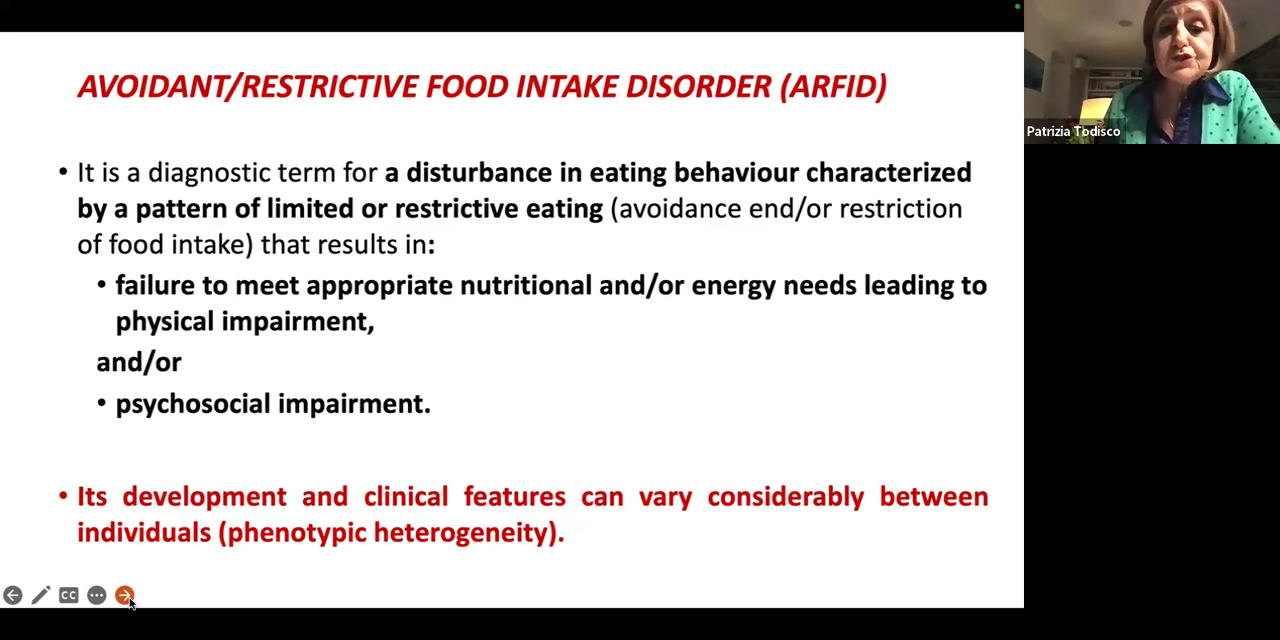 AVOIDANT/RESTRICTIVE FOOD INTAKE DISORDER (ARFID)
• It is a diagnostic term for a disturbance in eating behaviour characterized
by a pattern of limited or restrictive eating (avoidance end/or restriction
of food intake) that results in:
• failure to meet appropriate nutritional and/or energy needs leading to
physical impairment,
and/or
• psychosocial impairment.
• Its development and clinical features can vary considerably between
individuals (phenotypic heterogeneity).
CC
Patrizia Todisco